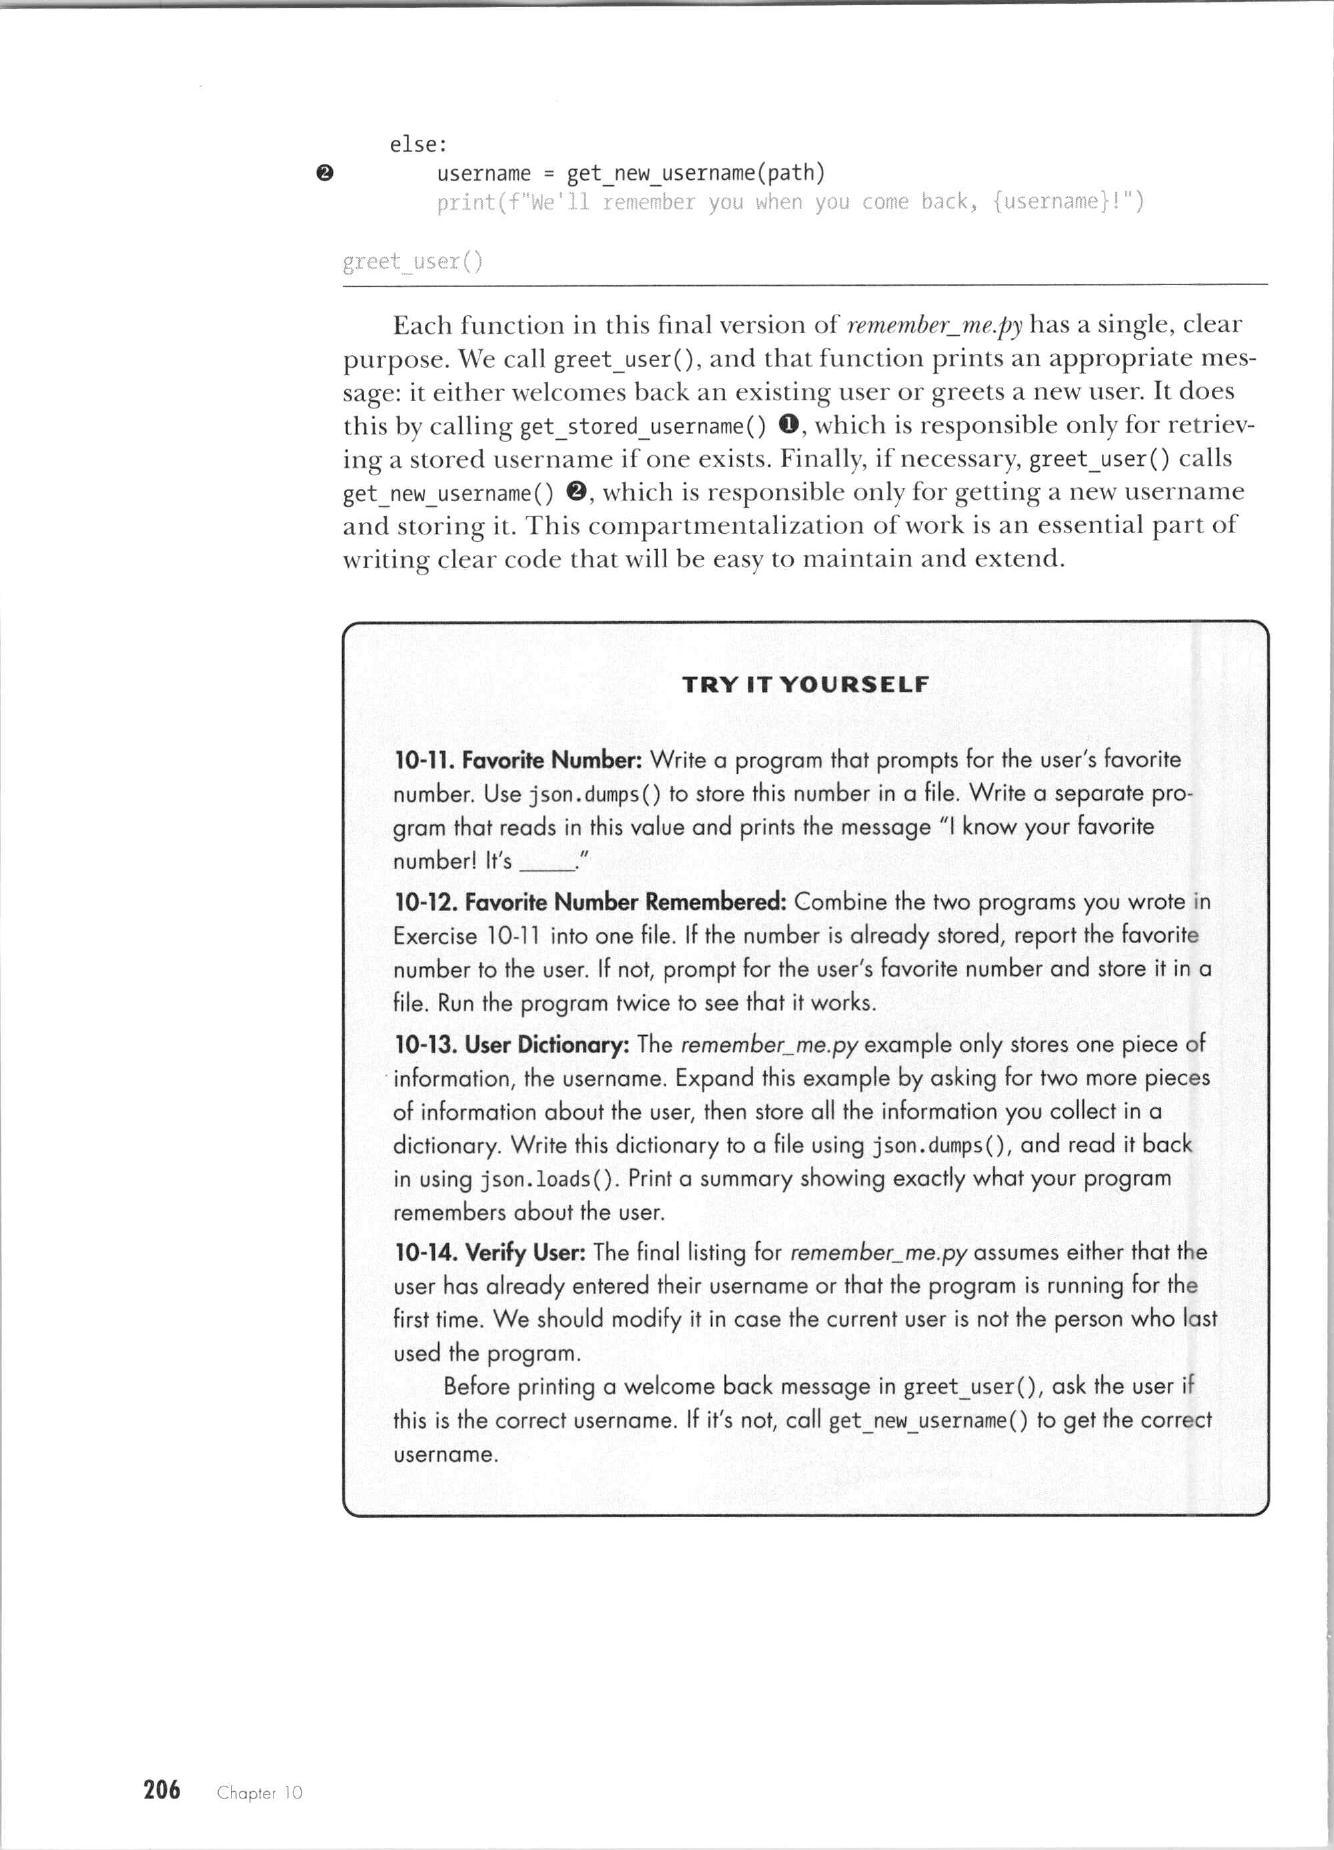 else:
❷ username = get_new_username(path)
print(f"We'll remember you when you come back, {username}!")
greet_user()
Each function in this final version of remember_me.py has a single, clear
purpose. We call greet_user(), and that function prints an appropriate mes-
sage: it either welcomes back an existing user or greets a new user. It does
this by calling get_stored_username() ❶, which is responsible only for retriev-
ing a stored username if one exists. Finally, if necessary, greet_user() calls
get_new_username() ❷, which is responsible only for getting a new username
and storing it. This compartmentalization of work is an essential part of
writing clear code that will be easy to maintain and extend.
TRY IT YOURSELF
10-11. Favorite Number: Write a program that prompts for the user's favorite
number. Use json.dumps() to store this number in a file. Write a separate pro-
gram that reads in this value and prints the message "I know your favorite
number! It's _____."
10-12. Favorite Number Remembered: Combine the two programs you wrote in
Exercise 10-11 into one file. If the number is already stored, report the favorite
number to the user. If not, prompt for the user's favorite number and store it in a
file. Run the program twice to see that it works.
10-13. User Dictionary: The remember_me.py example only stores one piece of
information, the username. Expand this example by asking for two more pieces
of information about the user, then store all the information you collect in a
dictionary. Write this dictionary to a file using json.dumps(), and read it back
in using json.loads(). Print a summary showing exactly what your program
remembers about the user.
10-14. Verify User: The final listing for remember_me.py assumes either that the
user has already entered their username or that the program is running for the
first time. We should modify it in case the current user is not the person who last
used the program.
Before printing a welcome back message in greet_user(), ask the user if
this is the correct username. If it's not, call get_new_username() to get the correct
username.
206 Chapter 10